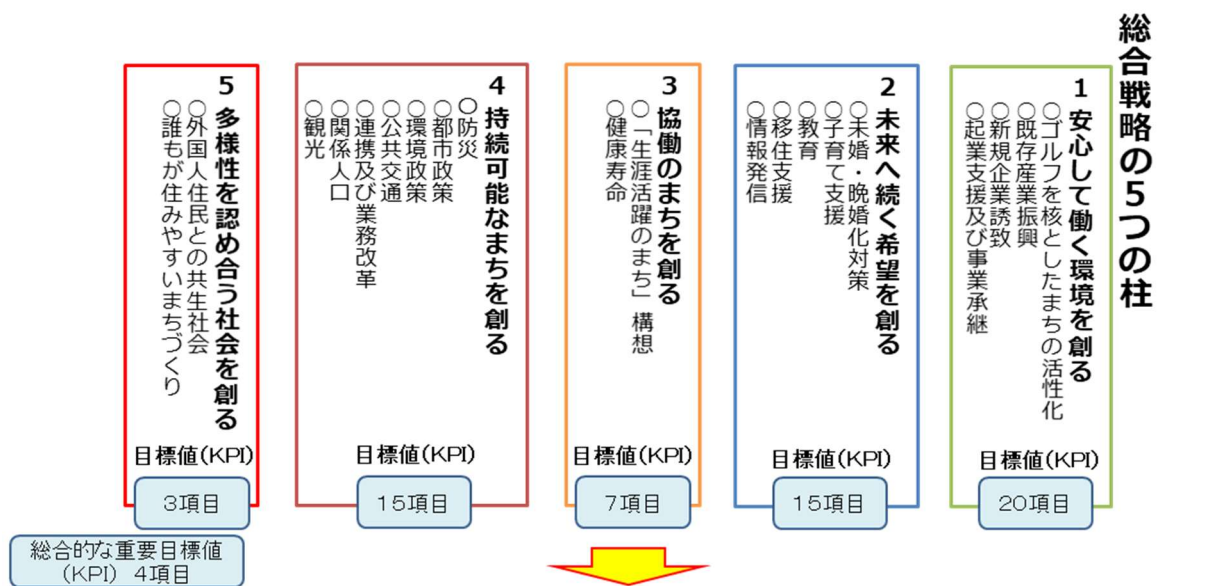 総合戦略の5つの柱
1 安心して働く環境を創る
○ゴルフを核としたまちの活性化
○既存産業振興
○新規企業誘致
○起業支援及び事業承継
目標値(KPI)
20項目
2 未来へ続く希望を創る
○未婚・晩婚化対策
○子育て支援
○教育
○移住支援
○情報発信
目標値(KPI)
15項目
3 協働のまちを創る
○「生涯活躍のまち」構想
○健康寿命
目標値(KPI)
7項目
4 持続可能なまちを創る
○防災
○都市政策
○環境政策
○公共交通
○連携及び業務改革
○関係人口
○観光
目標値(KPI)
15項目
5 多様性を認め合う社会を創る
○外国人住民との共生社会
○誰もが住みやすいまちづくり
目標値(KPI)
3項目
総合的な重要目標値
(KPI) 4項目